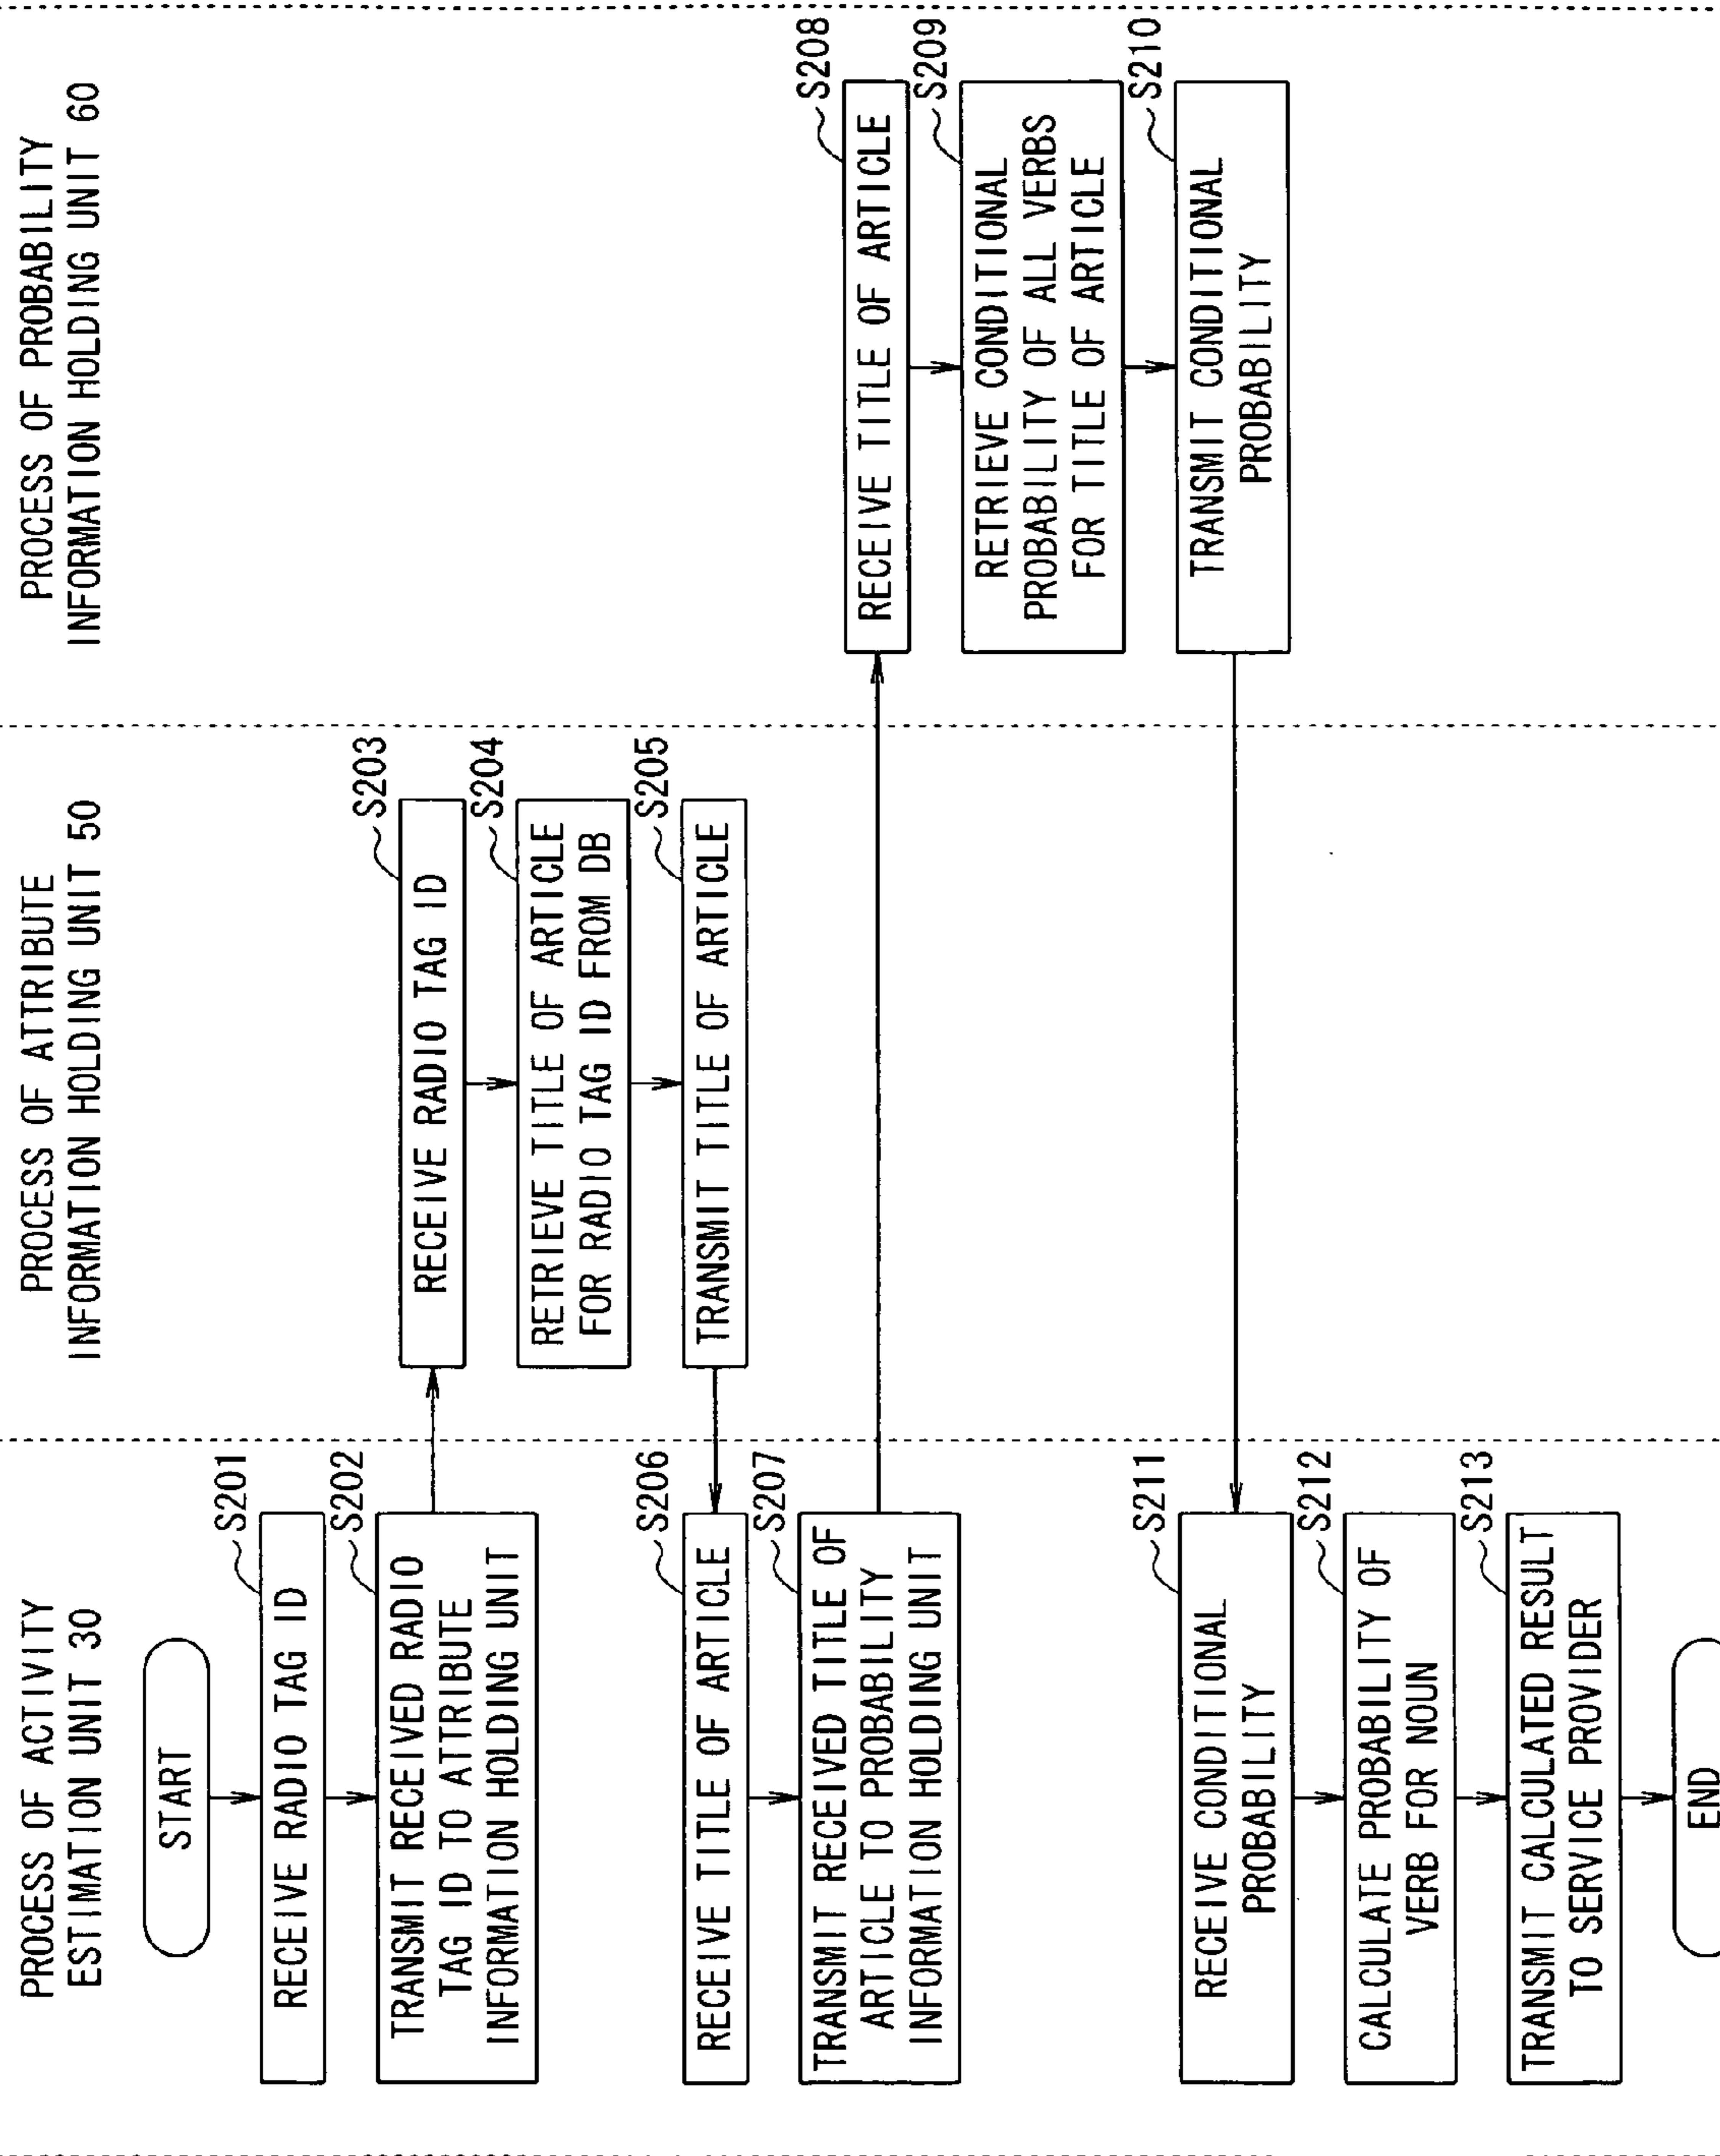 PROCESS OF ACTIVITY
ESTIMATION UNIT 30
START
S201
RECEIVE RADIO TAG ID
S202
TRANSMIT RECEIVED RADIO
TAG ID TO ATTRIBUTE
INFORMATION HOLDING UNIT
S206
RECEIVE TITLE OF ARTICLE
S207
TRANSMIT RECEIVED TITLE OF
ARTICLE TO PROBABILITY
INFORMATION HOLDING UNIT
S211
RECEIVE CONDITIONAL
PROBABILITY
S212
CALCULATE PROBABILITY OF
VERB FOR NOUN
S213
TRANSMIT CALCULATED RESULT
TO SERVICE PROVIDER
END
PROCESS OF ATTRIBUTE
INFORMATION HOLDING UNIT 50
S203
RECEIVE RADIO TAG ID
S204
RETRIEVE TITLE OF ARTICLE
FOR RADIO TAG ID FROM DB
S205
TRANSMIT TITLE OF ARTICLE
PROCESS OF PROBABILITY
INFORMATION HOLDING UNIT 60
S208
RECEIVE TITLE OF ARTICLE
S209
RETRIEVE CONDITIONAL
PROBABILITY OF ALL VERBS
FOR TITLE OF ARTICLE
S210
TRANSMIT CONDITIONAL
PROBABILITY